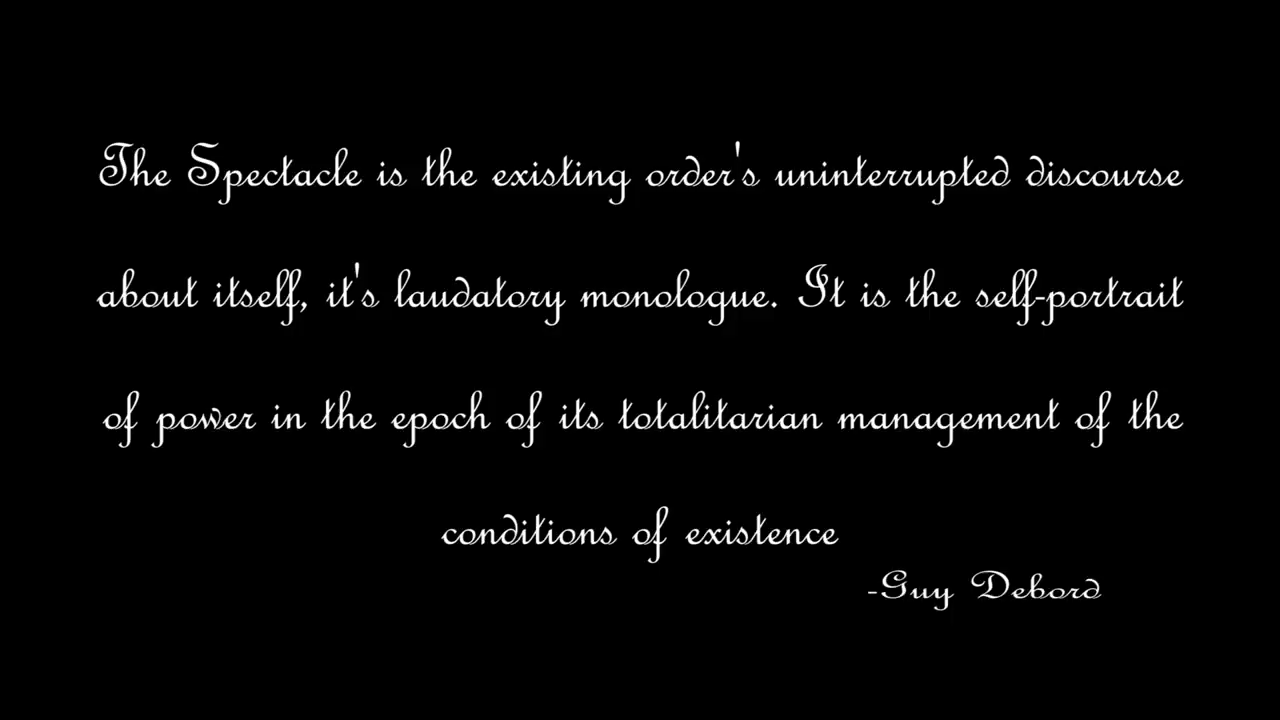 The Spectacle is the existing order's uninterrupted discourse
about itself, it's laudatory monologue. It is the self-portrait
of power in the epoch of its totalitarian management of the
conditions of existence
-Guy Debord